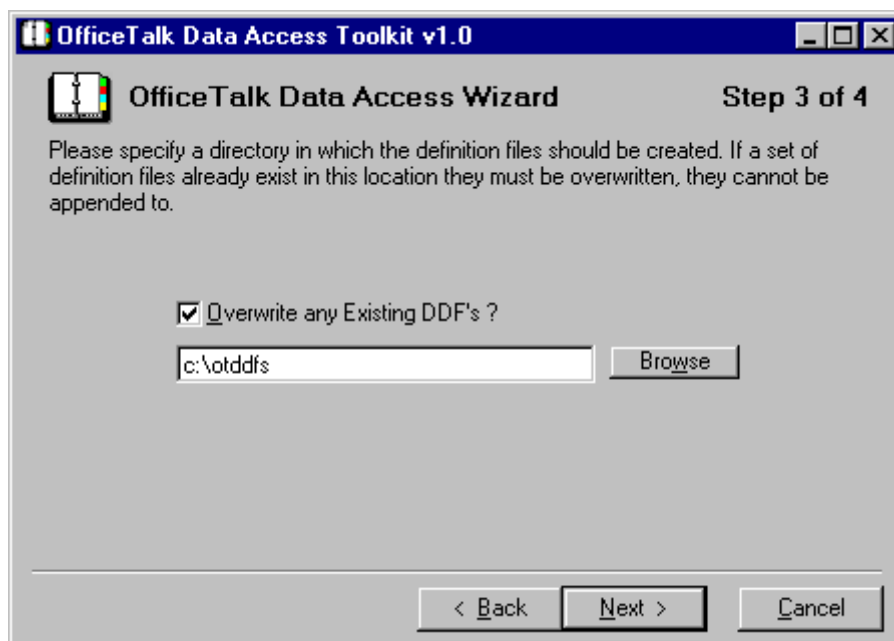 OfficeTalk Data Access Toolkit v1.0
OfficeTalk Data Access Wizard Step 3 of 4
Please specify a directory in which the definition files should be created. If a set of
definition files already exist in this location they must be overwritten, they cannot be
appended to.
Overwrite any Existing DDF's ?
c:\otddfs Browse
< Back Next > Cancel